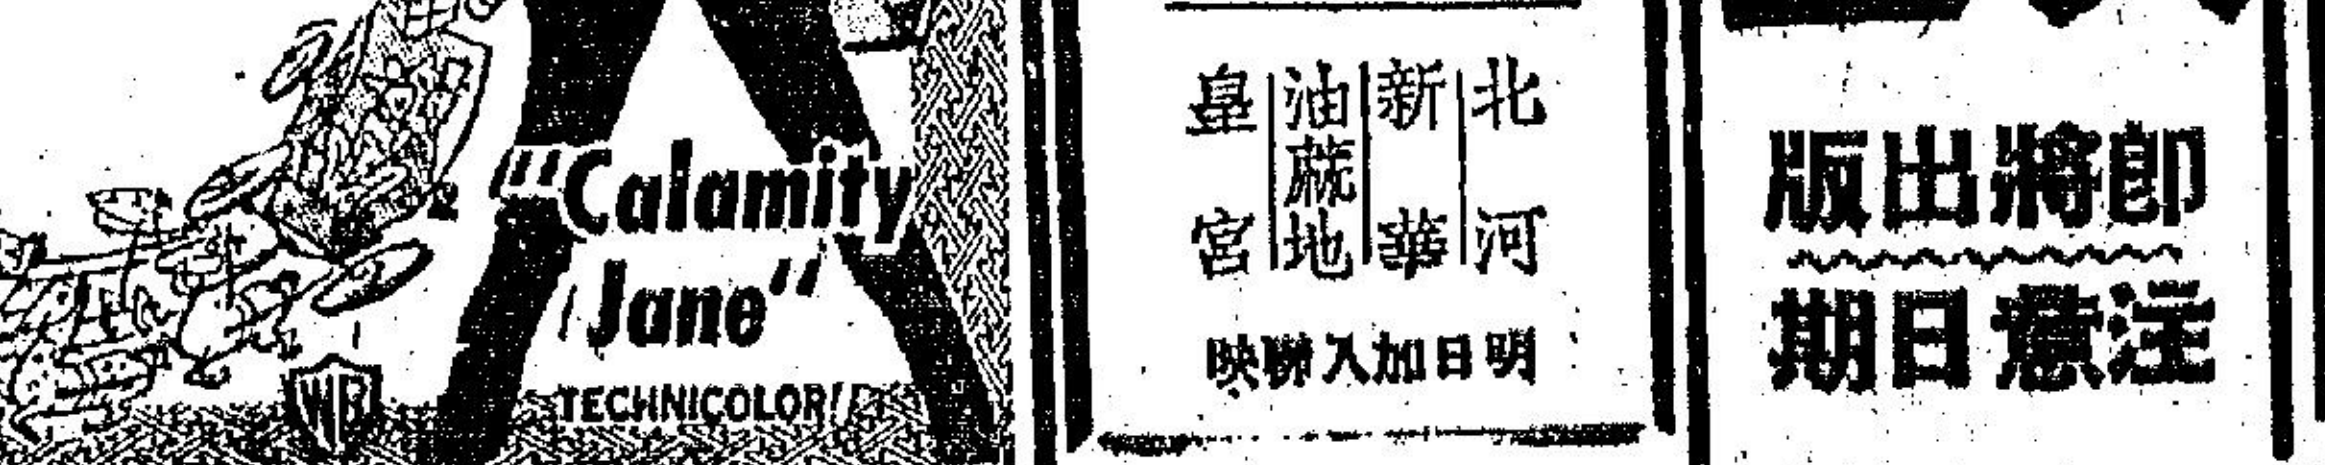 "Calamity
Jane"
TECHNICOLOR
WB
北河
新華
油蔴地
皇宮
明日加入聯映
即將出版
注意日期